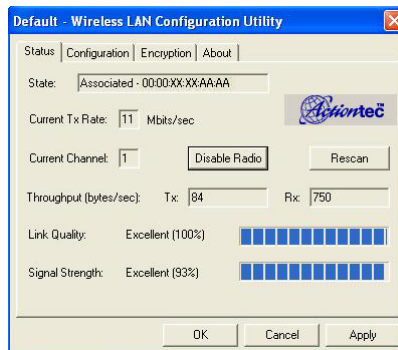 Default - Wireless LAN Configuration Utility
Status Configuration Encryption About
State: Associated - 00:00:XX:XX:AA:AA
Actiontec
Current Tx Rate: 11 Mbits/sec
Current Channel: 1 Disable Radio Rescan
Throughput (bytes/sec): Tx: 84 Rx: 750
Link Quality: Excellent (100%)
Signal Strength: Excellent (93%)
OK Cancel Apply